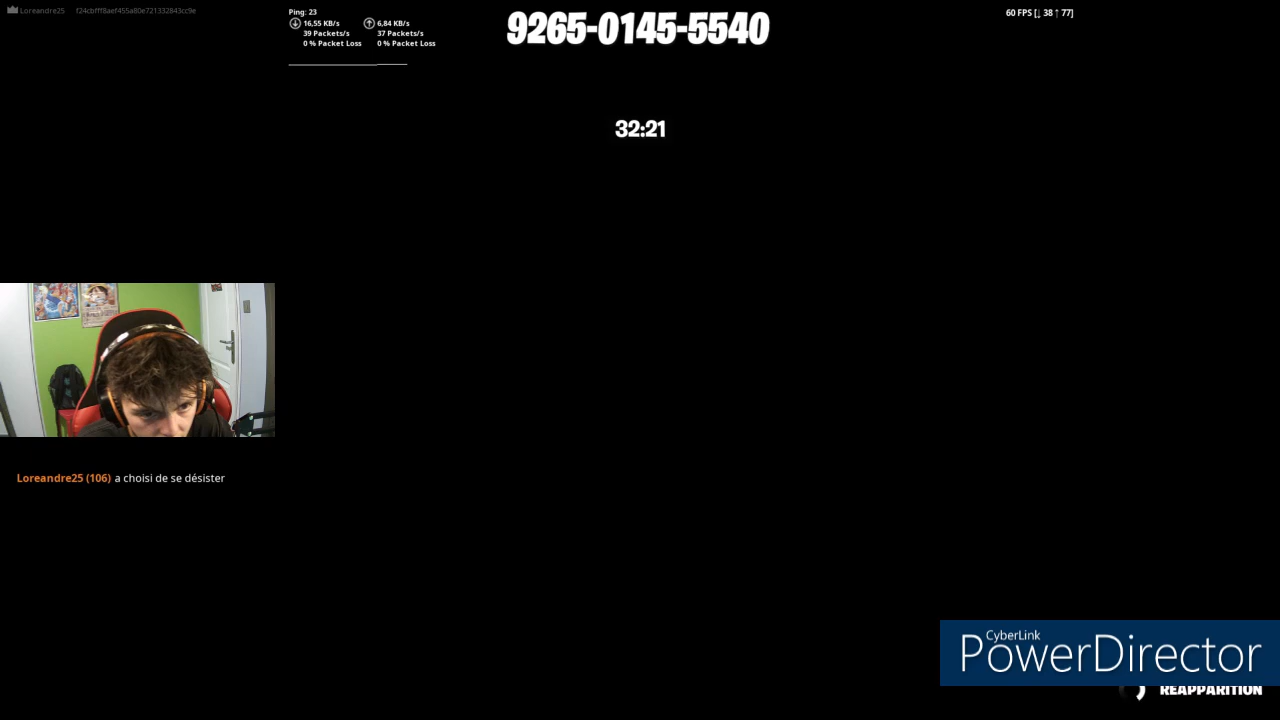 Loreandre25 f24cbfff8aef455a80e721332843cc9e
Ping: 23
16,55 KB/s 6,84 KB/s
39 Packets/s 37 Packets/s
0 % Packet Loss 0 % Packet Loss
9265-0145-5540
60 FPS [↓ 38 ↑ 77]
32:21
Loreandre25 (106) a choisi de se désister
CyberLink
PowerDirector
RÉAPPARITION